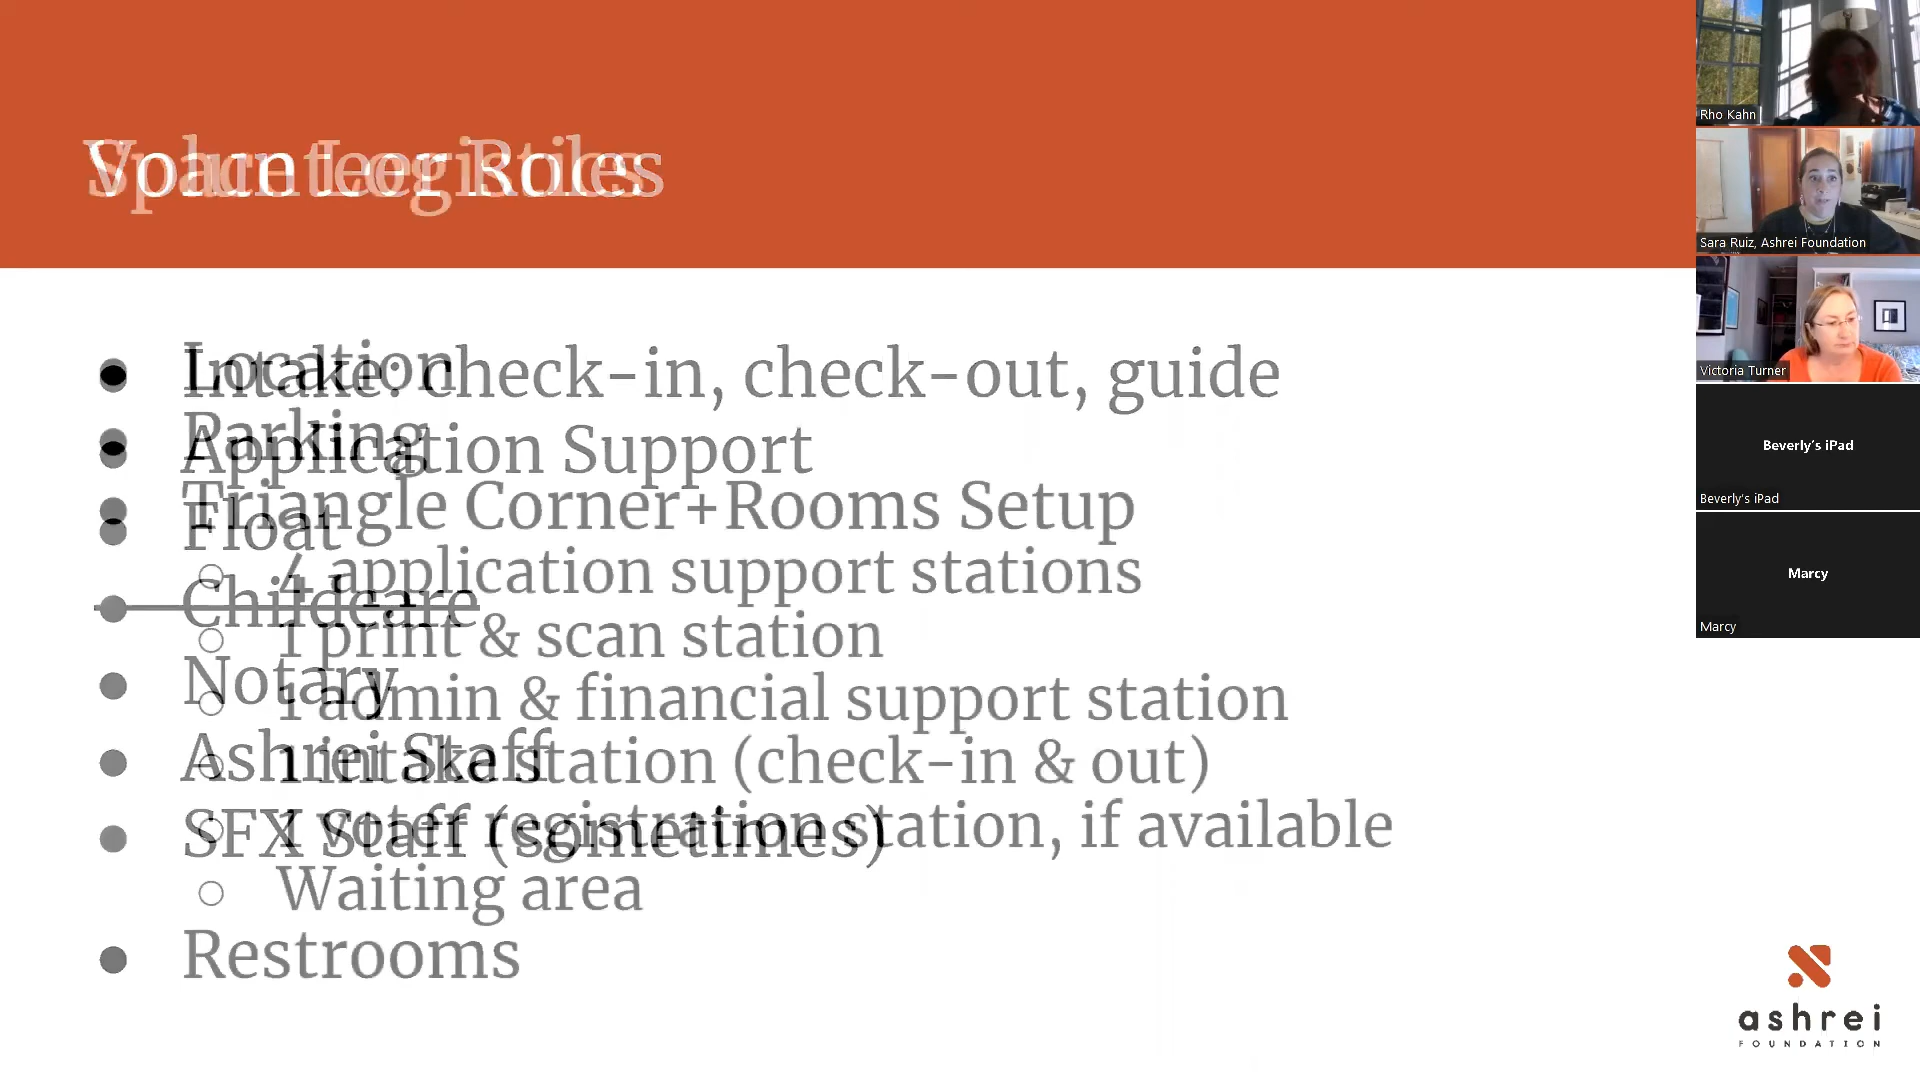 Volunteer Roles
Space Logistics
Intake: check-in, check-out, guide
Application Support
Float
Childcare
Notary
Ashrei Staff
SFX Staff (sometimes)
Location
Parking
Triangle Corner+Rooms Setup
4 application support stations
1 print & scan station
1 admin & financial support station
1 intake station (check-in & out)
1 voter registration station, if available
Waiting area
Restrooms
Rho Kahn
Sara Ruiz, Ashrei Foundation
Victoria Turner
Beverly's iPad
Beverly's iPad
Marcy
Marcy
ashrei
FOUNDATION